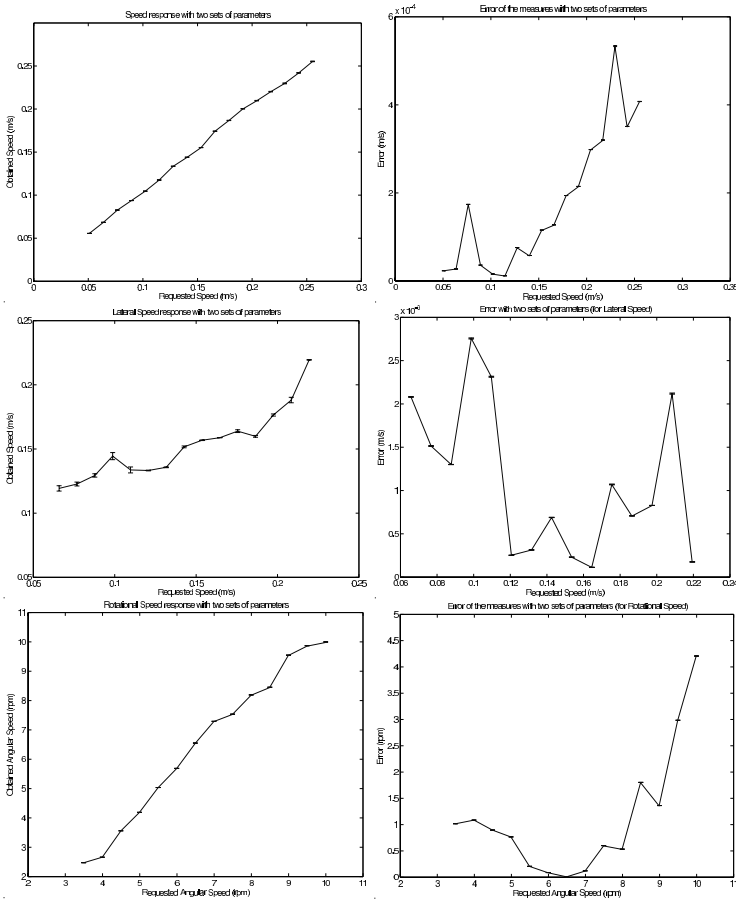 Speed response with two sets of parameters
Obtained Speed (m/s)
0.25
0.2
0.15
0.1
0.05
0
0 0.05 0.1 0.15 0.2 0.25 0.3
Requested Speed (m/s)
Error of the measures with two sets of parameters
x 10-4
Error (m/s)
6
4
2
0
0 0.05 0.1 0.15 0.2 0.25 0.3 0.35
Requested Speed (m/s)
Laterall Speed response with two sets of parameters
Obtained Speed (m/s)
0.25
0.2
0.15
0.1
0.05
0.05 0.1 0.15 0.2 0.25
Requested Speed (m/s)
Error with two sets of parameters (for Lateral Speed)
Error (m/s)
3
2.5
2
1.5
1
0.5
0
0.06 0.08 0.1 0.12 0.14 0.16 0.18 0.2 0.22
Requested Speed (m/s)
Rotational Speed response with two sets of parameters
Obtained Angular Speed (rpm)
11
10
9
8
7
6
5
4
3
2
2 3 4 5 6 7 8 9 10 11
Requested Angular Speed (rpm)
Error of the measures with two sets of parameters (for Rotational Speed)
Error (rpm)
5
4.5
4
3.5
3
2.5
2
1.5
1
0.5
0
2 3 4 5 6 7 8 9 10 11
Requested Angular Speed (rpm)